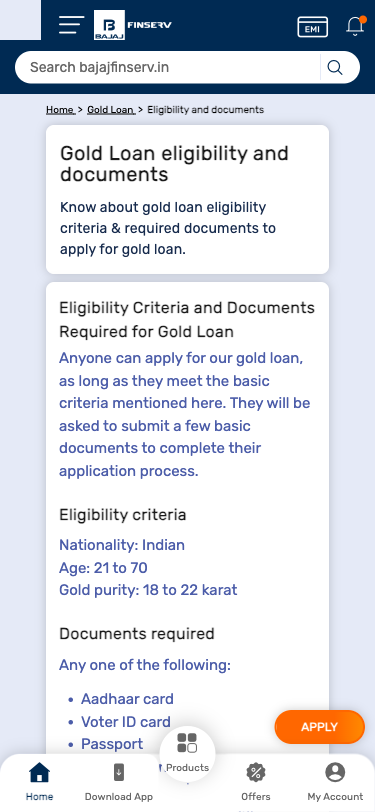 B
BAJAJ
FINSERV
EMI
Search bajajfinserv.in
Home > Gold Loan > Eligibility and documents
Gold Loan eligibility and
documents
Know about gold loan eligibility
criteria & required documents to
apply for gold loan.
Eligibility Criteria and Documents
Required for Gold Loan
Anyone can apply for our gold loan,
as long as they meet the basic
criteria mentioned here. They will be
asked to submit a few basic
documents to complete their
application process.
Eligibility criteria
Nationality: Indian
Age: 21 to 70
Gold purity: 18 to 22 karat
Documents required
Any one of the following:
• Aadhaar card
• Voter ID card
• Passport
APPLY
Home
Download App
Products
Offers
My Account